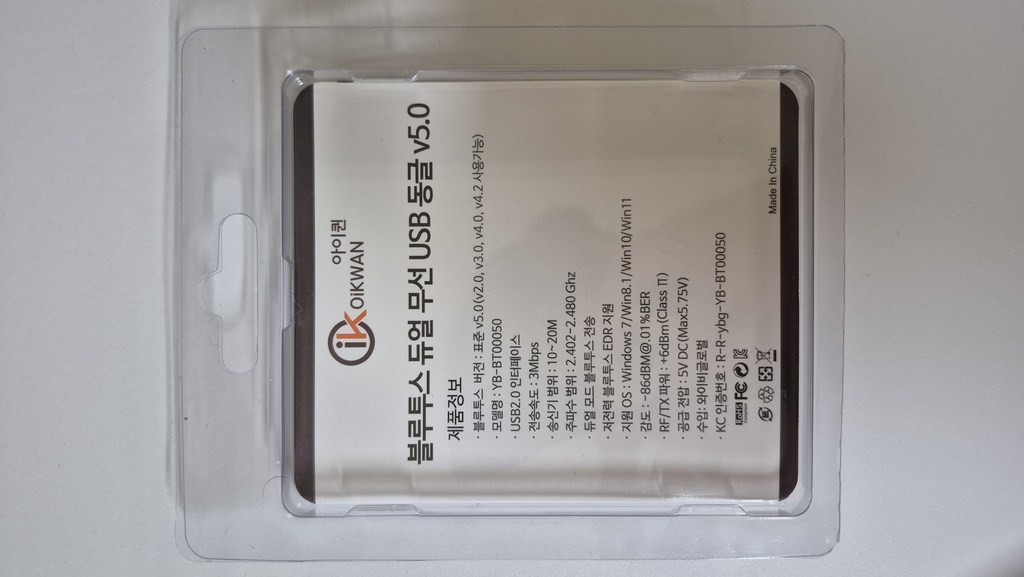 iK
아이콴
OiKWAN
블루투스 듀얼 무선 USB 동글 v5.0
제품정보
· 블루투스 버전 : 표준 v5.0(v2.0, v3.0, v4.0, v4.2 사용가능)
· 모델명 : YB-BT00050
· USB2.0 인터페이스
· 전송속도 : 3Mbps
· 송신기 범위 : 10~20M
· 주파수 범위 : 2.402-2.480 Ghz
· 듀얼 모드 블루투스 전송
· 저전력 블루투스 EDR 지원
· 지원 OS : Windows 7/Win8.1/Win10/Win11
· 감도 : -86dBM@.01%BER
· RF/TX 파워 : +6dBm(Class 11)
· 공급 전압 : 5V DC(Max5.75V)
· 수입: 와이비글로벌
· KC 인증번호 : R-R-ybg-YB-BT00050
RoHS FC CE
Made In China